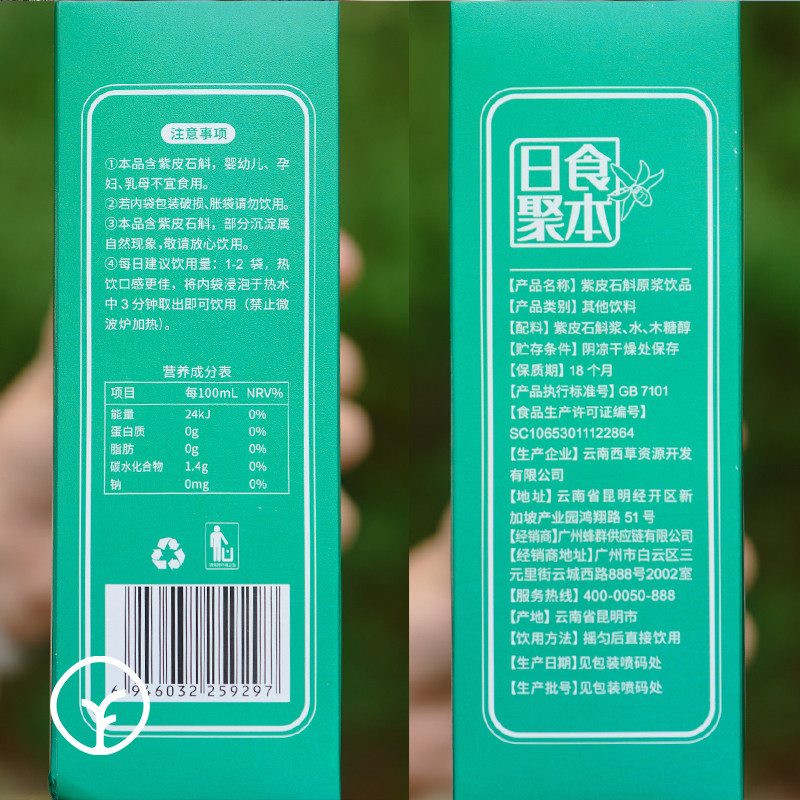 注意事项
①本品含紫皮石斛，婴幼儿、孕
妇、乳母不宜食用。
②若内袋包装破损、胀袋请勿饮用。
③本品含紫皮石斛，部分沉淀属
自然现象，敬请放心饮用。
④每日建议饮用量：1-2 袋，热
饮口感更佳，将内袋浸泡于热水
中3分钟取出即可饮用（禁止微
波炉加热）。
营养成分表
项目 每100mL NRV%
能量 24kJ 0%
蛋白质 0g 0%
脂肪 0g 0%
碳水化合物 1.4g 0%
钠 0mg 0%
6 946032 259297
日食
聚本
【产品名称】紫皮石斛原浆饮品
【产品类别】其他饮料
【配料】紫皮石斛浆、水、木糖醇
【贮存条件】阴凉干燥处保存
【保质期】18个月
【产品执行标准号】GB 7101
【食品生产许可证编号】
SC10653011122864
【生产企业】云南西草资源开发
有限公司
【地址】云南省昆明经开区新
加坡产业园鸿翔路 51 号
【经销商】广州蜂群供应链有限公司
【经销商地址】广州市白云区三
元里街云城西路888号2002室
【服务热线】400-0050-888
【产地】云南省昆明市
【饮用方法】摇匀后直接饮用
【生产日期】见包装喷码处
【生产批号】见包装喷码处